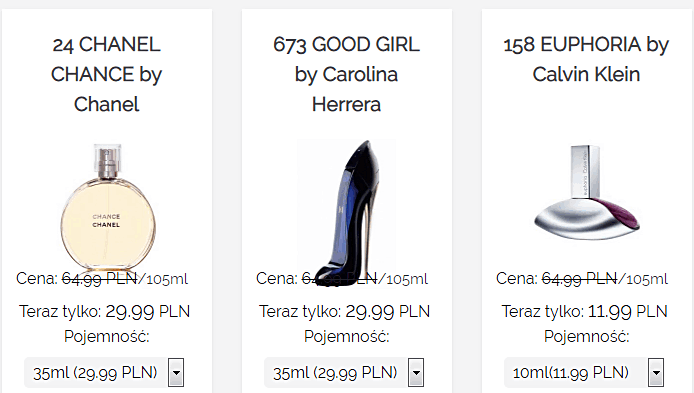 24 CHANEL
CHANCE by
Chanel
CHANCE
CHANEL
Cena: 64.99 PLN/105ml
Teraz tylko: 29.99 PLN
Pojemność:
35ml (29.99 PLN)
673 GOOD GIRL
by Carolina
Herrera
Cena: 64.99 PLN/105ml
Teraz tylko: 29.99 PLN
Pojemność:
35ml (29.99 PLN)
158 EUPHORIA by
Calvin Klein
euphoria Calvin Klein
Cena: 64.99 PLN/105ml
Teraz tylko: 11.99 PLN
Pojemność:
10ml(11.99 PLN)